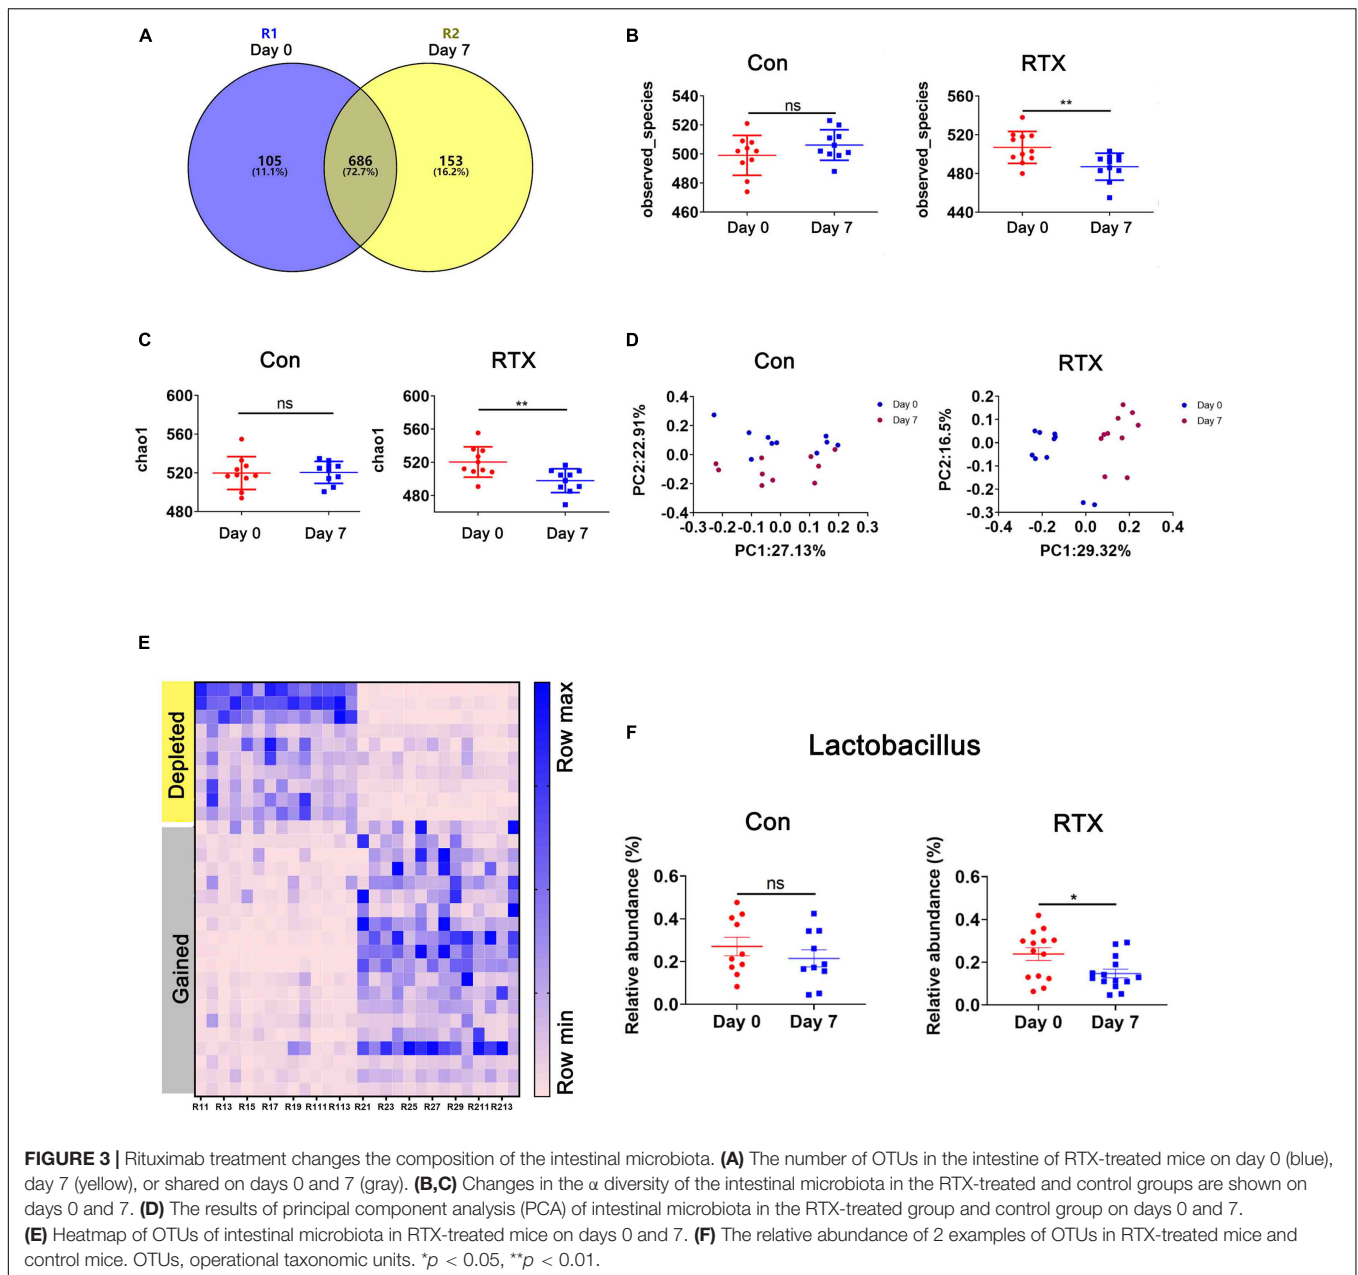 A
R1
Day 0
R2
Day 7
105
(11.1%)
686
(72.7%)
153
(16.2%)
B
Con
observed_species
540
520
500
480
460
ns
Day 0 Day 7
RTX
observed_species
560
520
480
440
**
Day 0 Day 7
C
Con
chao1
600
560
520
480
ns
Day 0 Day 7
RTX
chao1
600
560
520
480
**
Day 0 Day 7
D
Con
PC2:22.91%
0.4
0.2
0.0
-0.2
-0.4
-0.3 -0.2 -0.1 0.0 0.1 0.2 0.3
PC1:27.13%
Day 0
Day 7
RTX
PC2:16.5%
0.2
0.1
0.0
-0.1
-0.2
-0.3
-0.4 -0.2 0.0 0.2 0.4
PC1:29.32%
Day 0
Day 7
E
Depleted
Gained
R11 R13 R15 R17 R19 R111 R113 R21 R23 R25 R27 R29 R211 R213
Row max
Row min
F
Lactobacillus
Con
Relative abundance (%)
0.6
0.4
0.2
0.0
ns
Day 0 Day 7
RTX
Relative abundance (%)
0.6
0.4
0.2
0.0
*
Day 0 Day 7
FIGURE 3 | Rituximab treatment changes the composition of the intestinal microbiota. (A) The number of OTUs in the intestine of RTX-treated mice on day 0 (blue),
day 7 (yellow), or shared on days 0 and 7 (gray). (B,C) Changes in the α diversity of the intestinal microbiota in the RTX-treated and control groups are shown on
days 0 and 7. (D) The results of principal component analysis (PCA) of intestinal microbiota in the RTX-treated group and control group on days 0 and 7.
(E) Heatmap of OTUs of intestinal microbiota in RTX-treated mice on days 0 and 7. (F) The relative abundance of 2 examples of OTUs in RTX-treated mice and
control mice. OTUs, operational taxonomic units. *p < 0.05, **p < 0.01.